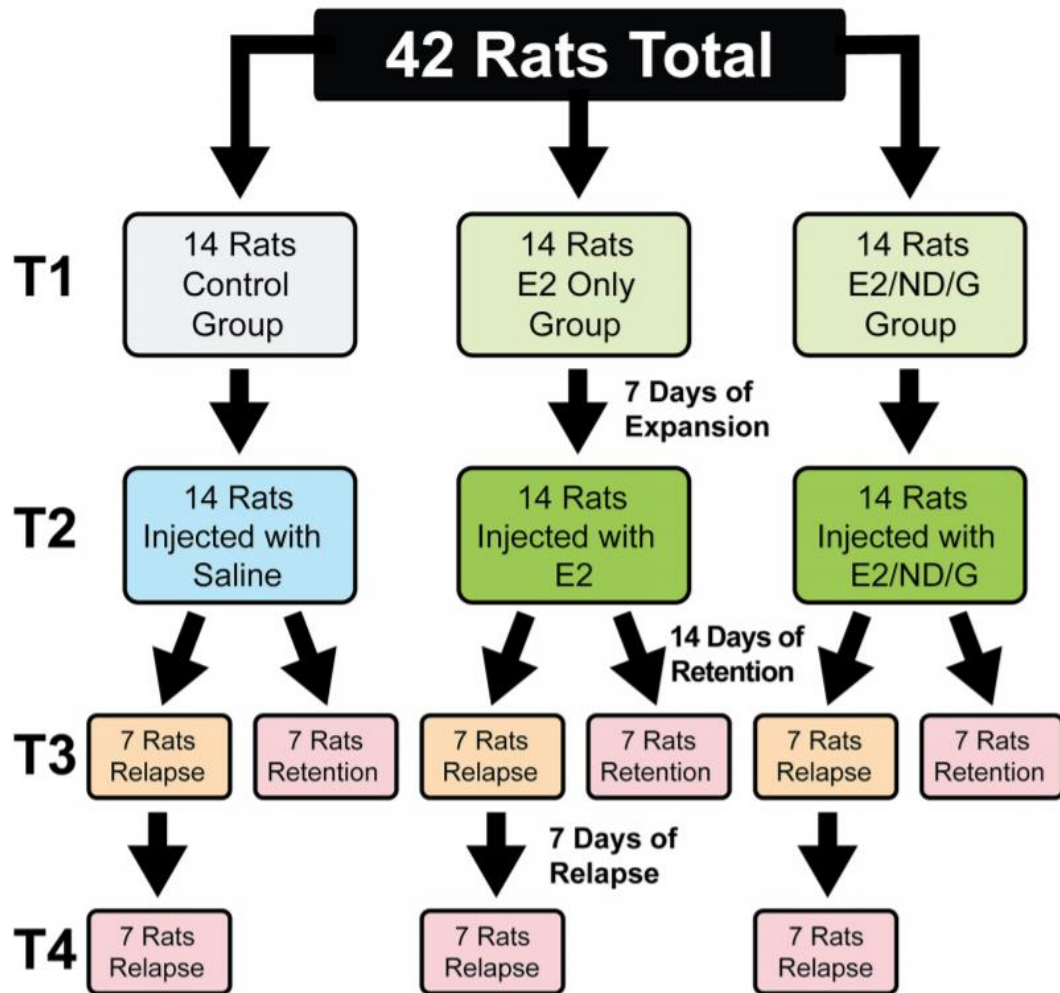 42 Rats Total
T1
14 Rats
Control
Group
14 Rats
E2 Only
Group
14 Rats
E2/ND/G
Group
7 Days of
Expansion
T2
14 Rats
Injected with
Saline
14 Rats
Injected with
E2
14 Rats
Injected with
E2/ND/G
14 Days of
Retention
T3
7 Rats
Relapse
7 Rats
Retention
7 Rats
Relapse
7 Rats
Retention
7 Rats
Relapse
7 Rats
Retention
7 Days of
Relapse
T4
7 Rats
Relapse
7 Rats
Relapse
7 Rats
Relapse